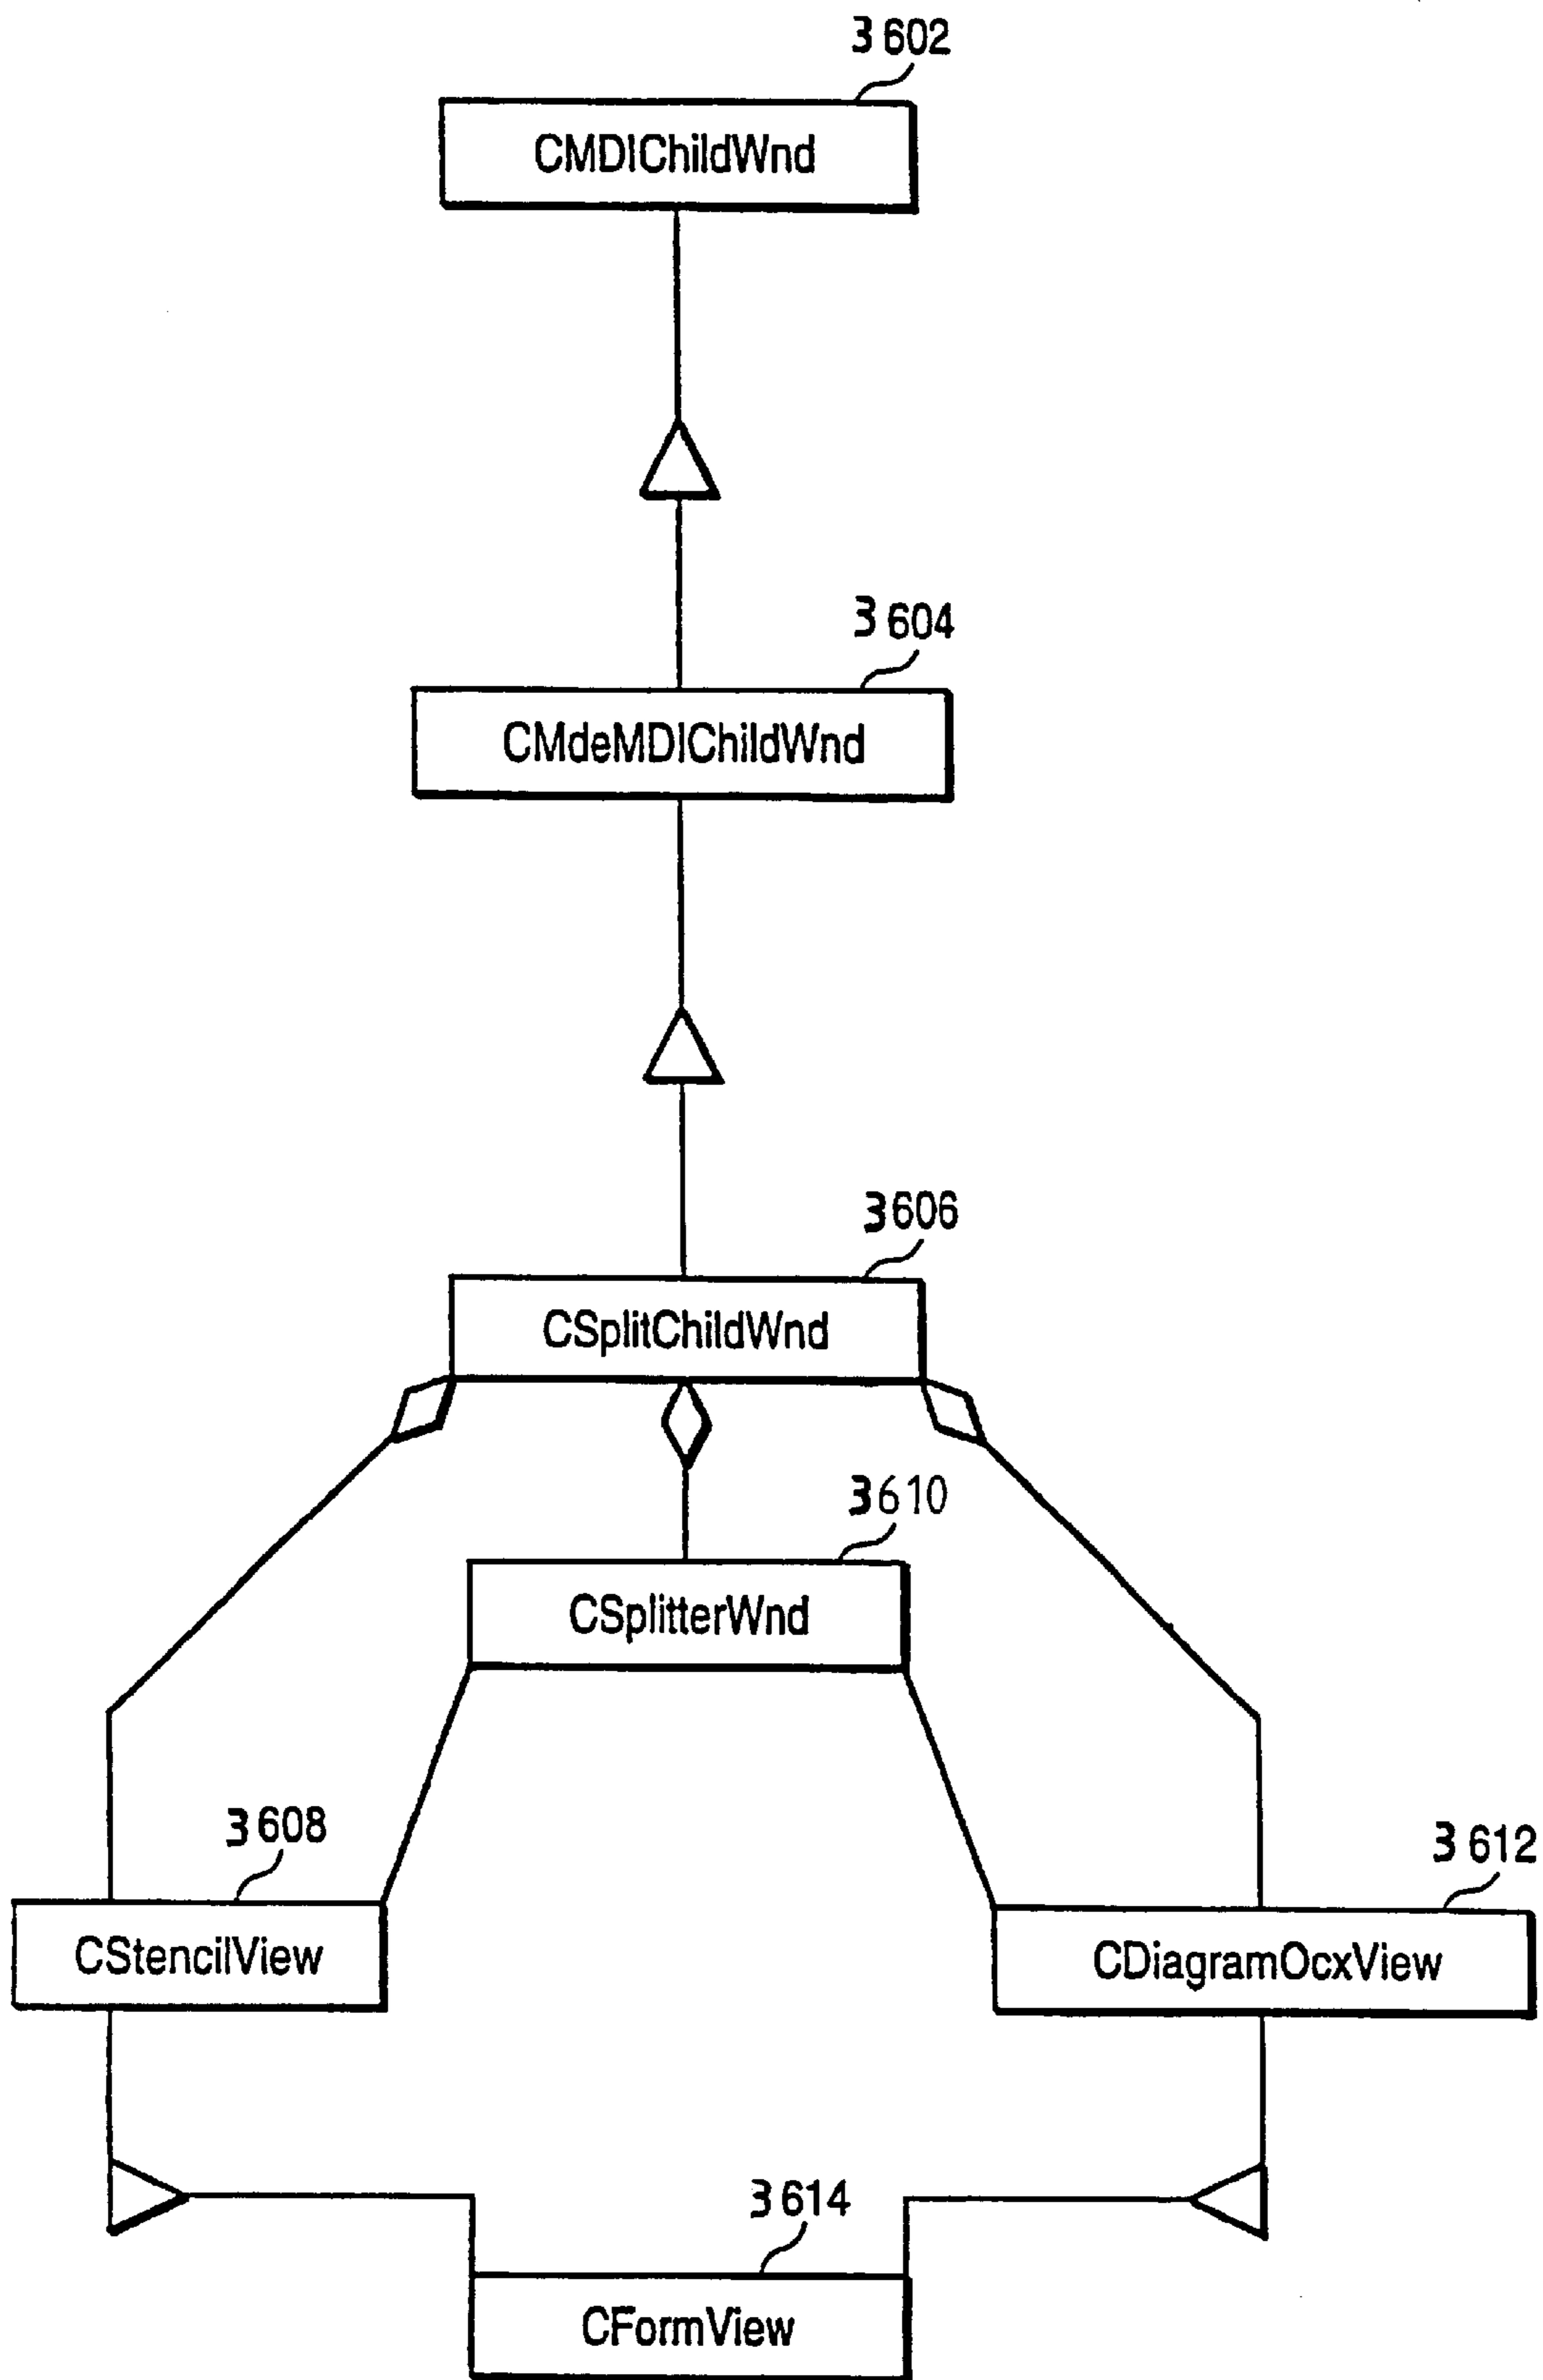 3602
CMDIChildWnd
3604
CMdeMDIChildWnd
3606
CSplitChildWnd
3610
CSplitterWnd
3608
CStencilView
3612
CDiagramOcxView
3614
CFormView